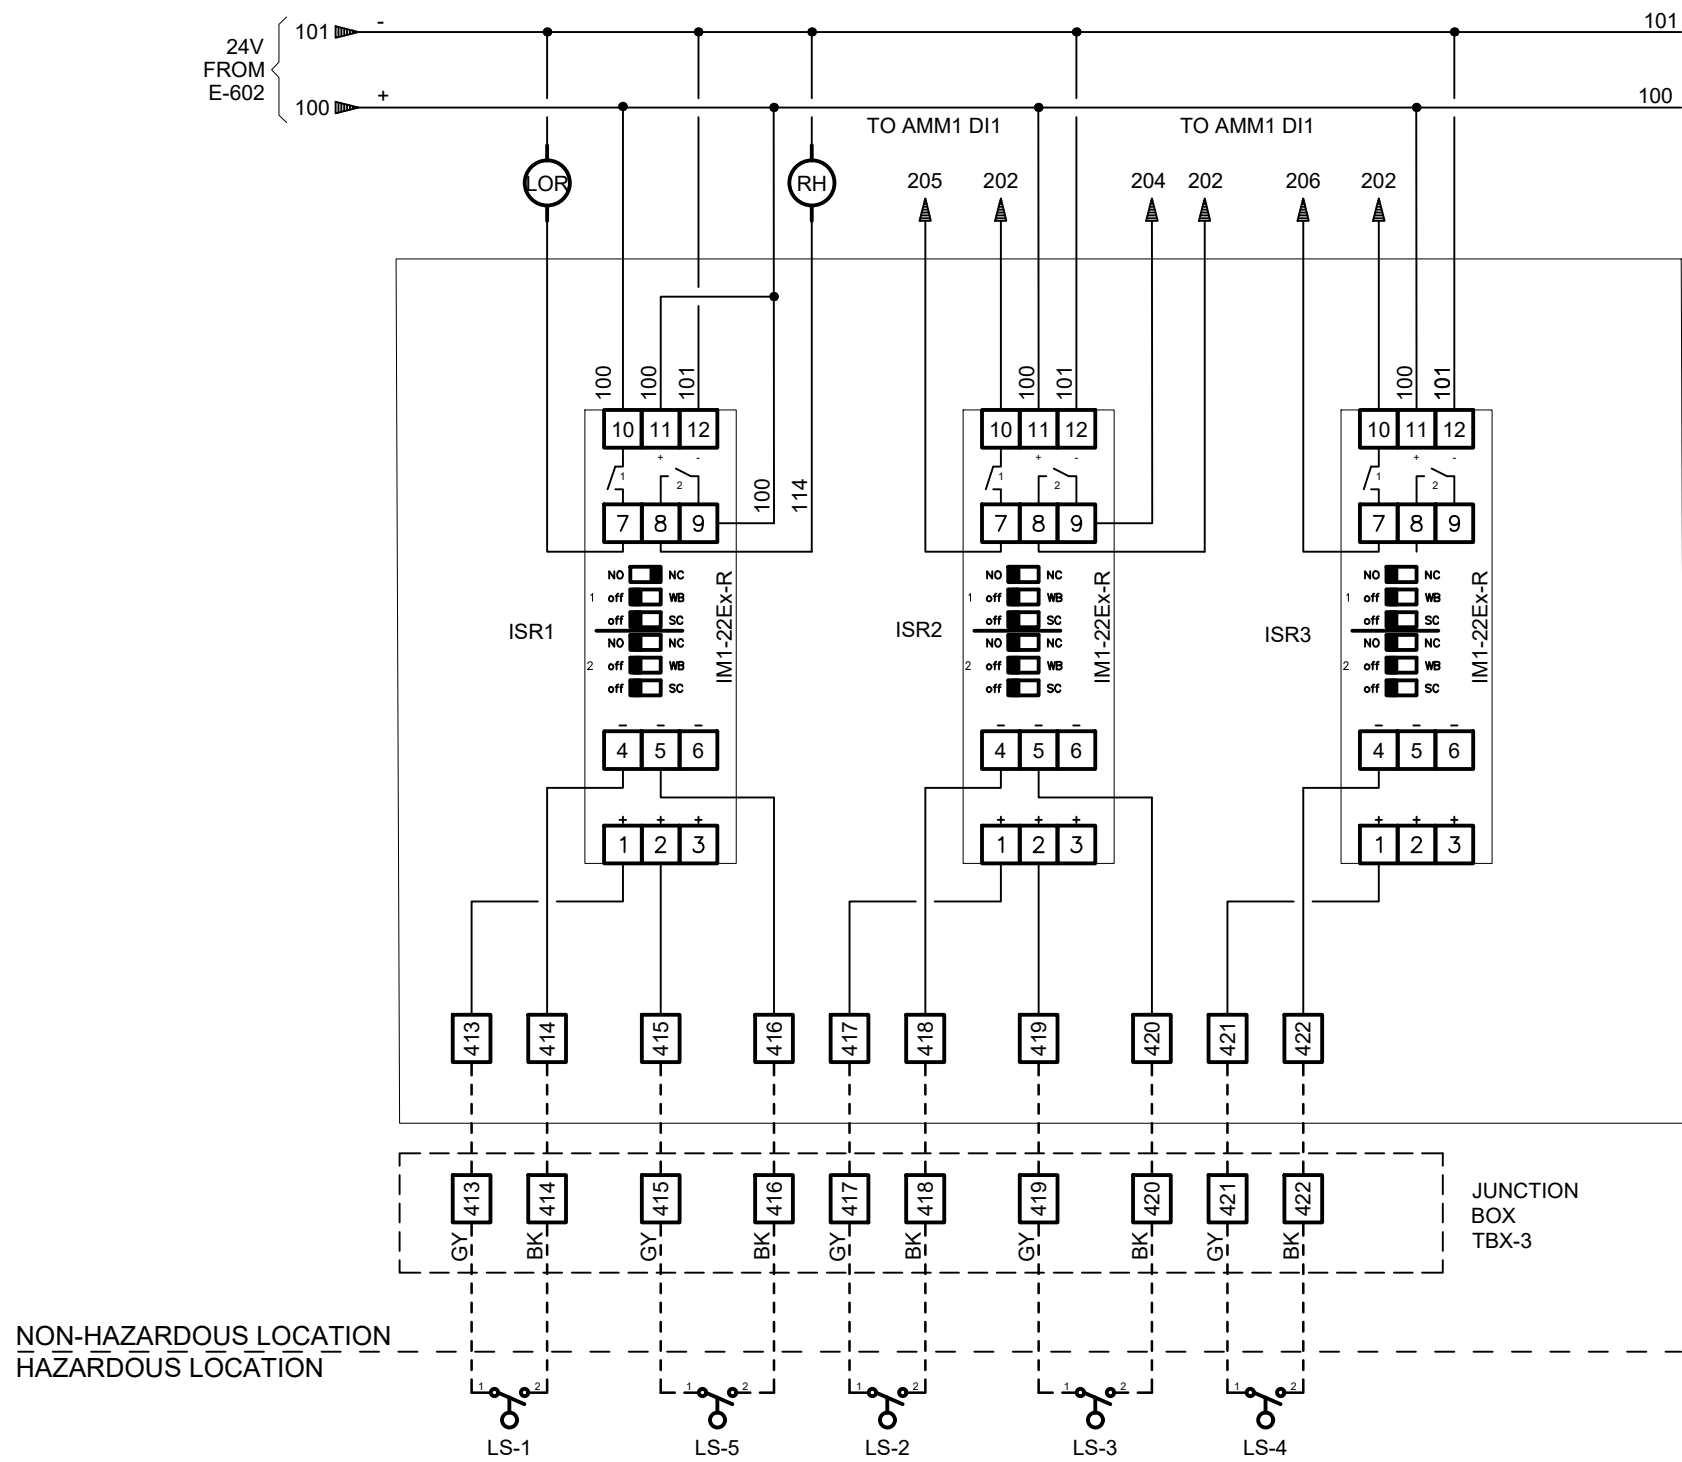 101 - 101
24V
FROM
E-602
100 + 100
TO AMM1 DI1 TO AMM1 DI1
LOR RH 205 202 204 202 206 202
100 100 101 100 101 100 101
10 11 12 10 11 12 10 11 12
+ - + - + -
1 2 1 2 1 2
100 114
7 8 9 7 8 9 7 8 9
NO NC NO NC NO NC
1 off WB 1 off WB 1 off WB
off SC off SC off SC
ISR1 ISR2 ISR3
NO NC NO NC NO NC
2 off WB 2 off WB 2 off WB
off SC off SC off SC
IM1-22Ex-R IM1-22Ex-R IM1-22Ex-R
- - - - - - - - -
4 5 6 4 5 6 4 5 6
+ + + + + + + + +
1 2 3 1 2 3 1 2 3
413 414 415 416 417 418 419 420 421 422
413 414 415 416 417 418 419 420 421 422
GY BK GY BK GY BK GY BK GY BK
JUNCTION
BOX
TBX-3
NON-HAZARDOUS LOCATION
HAZARDOUS LOCATION
1 2 1 2 1 2 1 2 1 2
LS-1 LS-5 LS-2 LS-3 LS-4